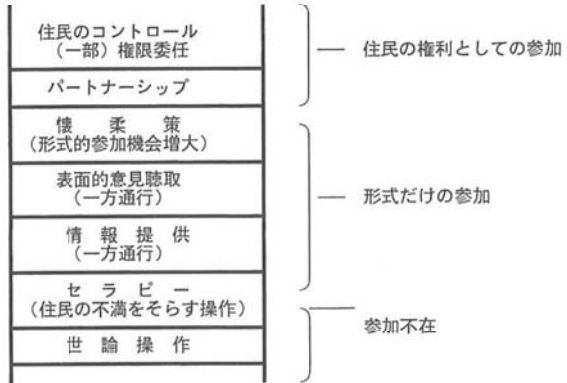 住民のコントロール
（一部）権限委任
パートナーシップ
懐柔策
（形式的参加機会増大）
表面的意見聴取
（一方通行）
情報提供
（一方通行）
セラピー
（住民の不満をそらす操作）
世論操作
住民の権利としての参加
形式だけの参加
参加不在